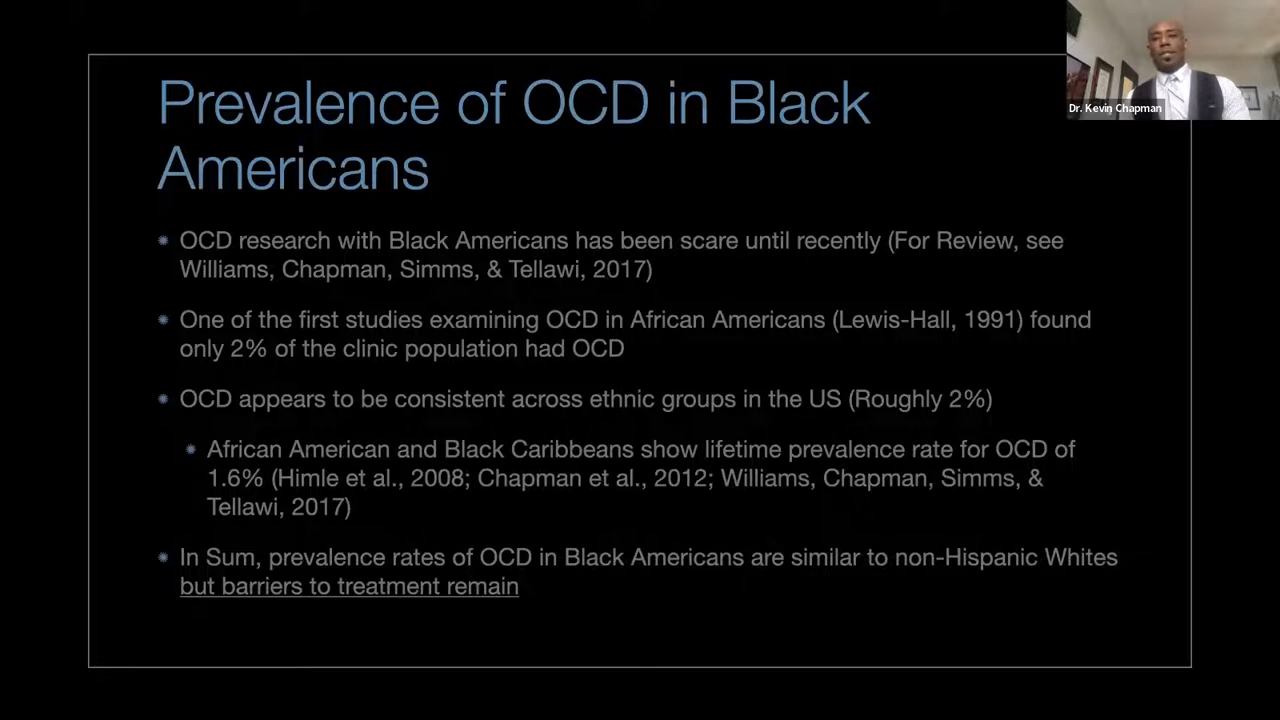 Prevalence of OCD in Black
Americans
Dr. Kevin Chapman
OCD research with Black Americans has been scare until recently (For Review, see
Williams, Chapman, Simms, & Tellawi, 2017)
One of the first studies examining OCD in African Americans (Lewis-Hall, 1991) found
only 2% of the clinic population had OCD
OCD appears to be consistent across ethnic groups in the US (Roughly 2%)
African American and Black Caribbeans show lifetime prevalence rate for OCD of
1.6% (Himle et al., 2008; Chapman et al., 2012; Williams, Chapman, Simms, &
Tellawi, 2017)
In Sum, prevalence rates of OCD in Black Americans are similar to non-Hispanic Whites
but barriers to treatment remain